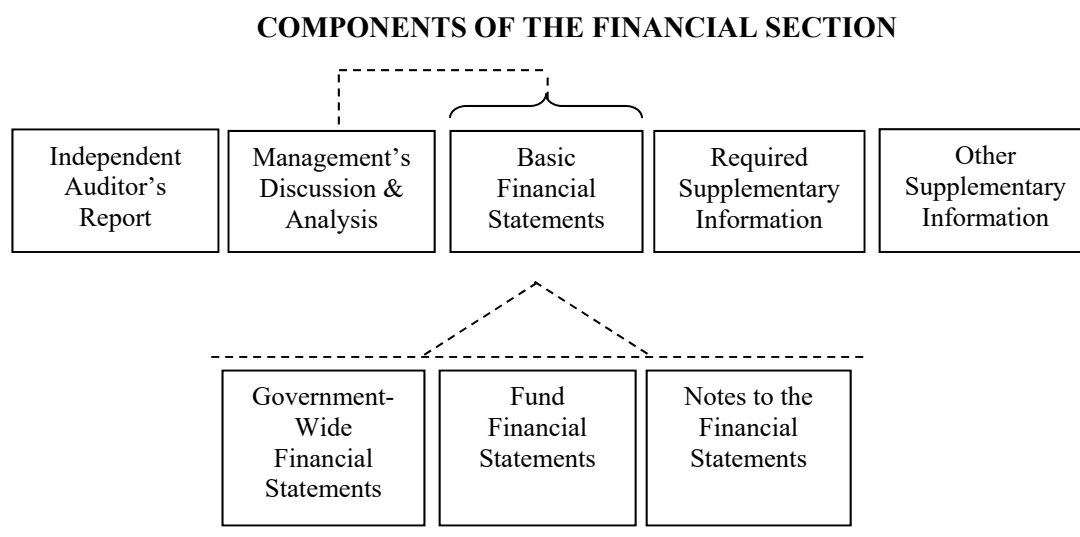 COMPONENTS OF THE FINANCIAL SECTION
Independent
Auditor’s
Report
Management’s
Discussion &
Analysis
Basic
Financial
Statements
Required
Supplementary
Information
Other
Supplementary
Information
Government-
Wide
Financial
Statements
Fund
Financial
Statements
Notes to the
Financial
Statements